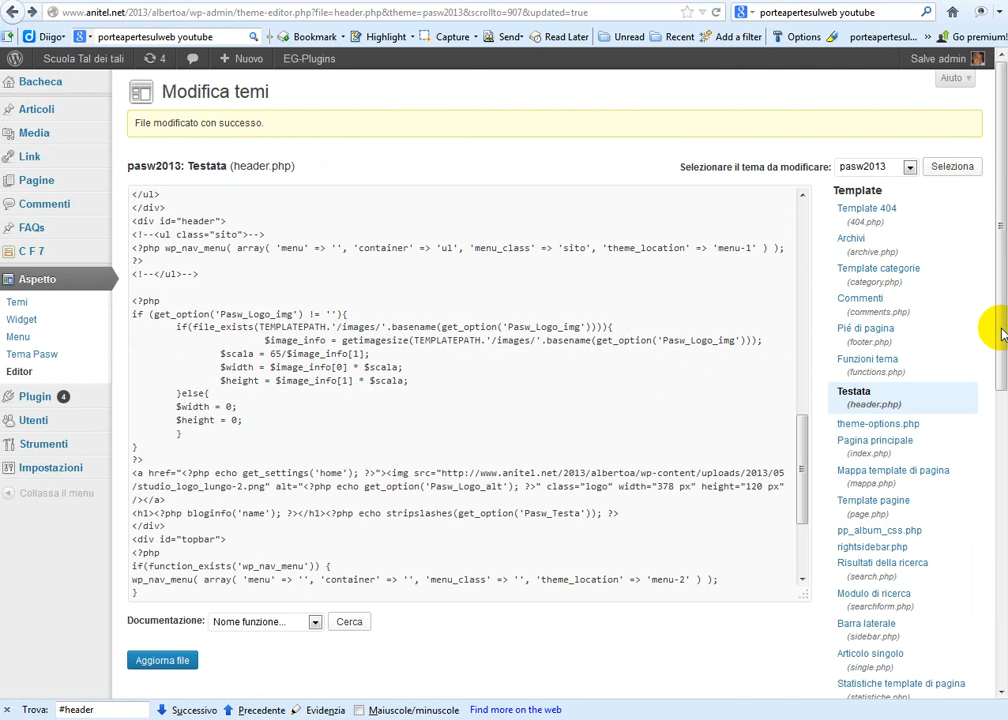 www.anitel.net/2013/albertoa/wp-admin/theme-editor.php?file=header.php&theme=pasw2013&scrollto=907&updated=true
porteapertesulweb youtube
Diigo
porteapertesulweb youtube
Bookmark
Highlight
Capture
Send
Read Later
Unread
Recent
Add a filter
Options
porteapertesul...
»
Go premium!
Scuola Tal dei tali
4
Nuovo
EG-Plugins
Salve admin
Bacheca
Articoli
Media
Link
Pagine
Commenti
FAQs
C F 7
Aspetto
Temi
Widget
Menu
Tema Pasw
Editor
Plugin 4
Utenti
Strumenti
Impostazioni
Collassa il menu
Aiuto
Modifica temi
File modificato con successo.
pasw2013: Testata (header.php)
Selezionare il tema da modificare:
pasw2013
Seleziona
</ul>
</div>
<div id="header">
<!--<ul class="sito">-->
<?php wp_nav_menu( array( 'menu' => '', 'container' => 'ul', 'menu_class' => 'sito', 'theme_location' => 'menu-1' ) );
?>
<!--</ul>-->
<?php
if (get_option('Pasw_Logo_img') != ''){
if(file_exists(TEMPLATEPATH.'/images/'.basename(get_option('Pasw_Logo_img')))){
$image_info = getimagesize(TEMPLATEPATH.'/images/'.basename(get_option('Pasw_Logo_img')));
$scala = 65/$image_info[1];
$width = $image_info[0] * $scala;
$height = $image_info[1] * $scala;
}else{
$width = 0;
$height = 0;
}
}
?>
<a href="<?php echo get_settings('home'); ?>"><img src="http://www.anitel.net/2013/albertoa/wp-content/uploads/2013/05
/studio_logo_lungo-2.png" alt="<?php echo get_option('Pasw_Logo_alt'); ?>" class="logo" width="378 px" height="120 px"
/></a>
<h1><?php bloginfo('name'); ?></h1><?php echo stripslashes(get_option('Pasw_Testa')); ?>
</div>
<div id="topbar">
<?php
if(function_exists('wp_nav_menu')) {
wp_nav_menu( array( 'menu' => '', 'container' => '', 'menu_class' => '', 'theme_location' => 'menu-2' ) );
}
Documentazione:
Nome funzione...
Cerca
Aggiorna file
Template
Template 404
(404.php)
Archivi
(archive.php)
Template categorie
(category.php)
Commenti
(comments.php)
Pié di pagina
(footer.php)
Funzioni tema
(functions.php)
Testata
(header.php)
theme-options.php
Pagina principale
(index.php)
Mappa template di pagina
(mappa.php)
Template pagine
(page.php)
pp_album_css.php
rightsidebar.php
Risultati della ricerca
(search.php)
Modulo di ricerca
(searchform.php)
Barra laterale
(sidebar.php)
Articolo singolo
(single.php)
Statistiche template di pagina
(statistiche.php)
Trova:
#header
Successivo
Precedente
Evidenzia
Maiuscole/minuscole
Find more on the web